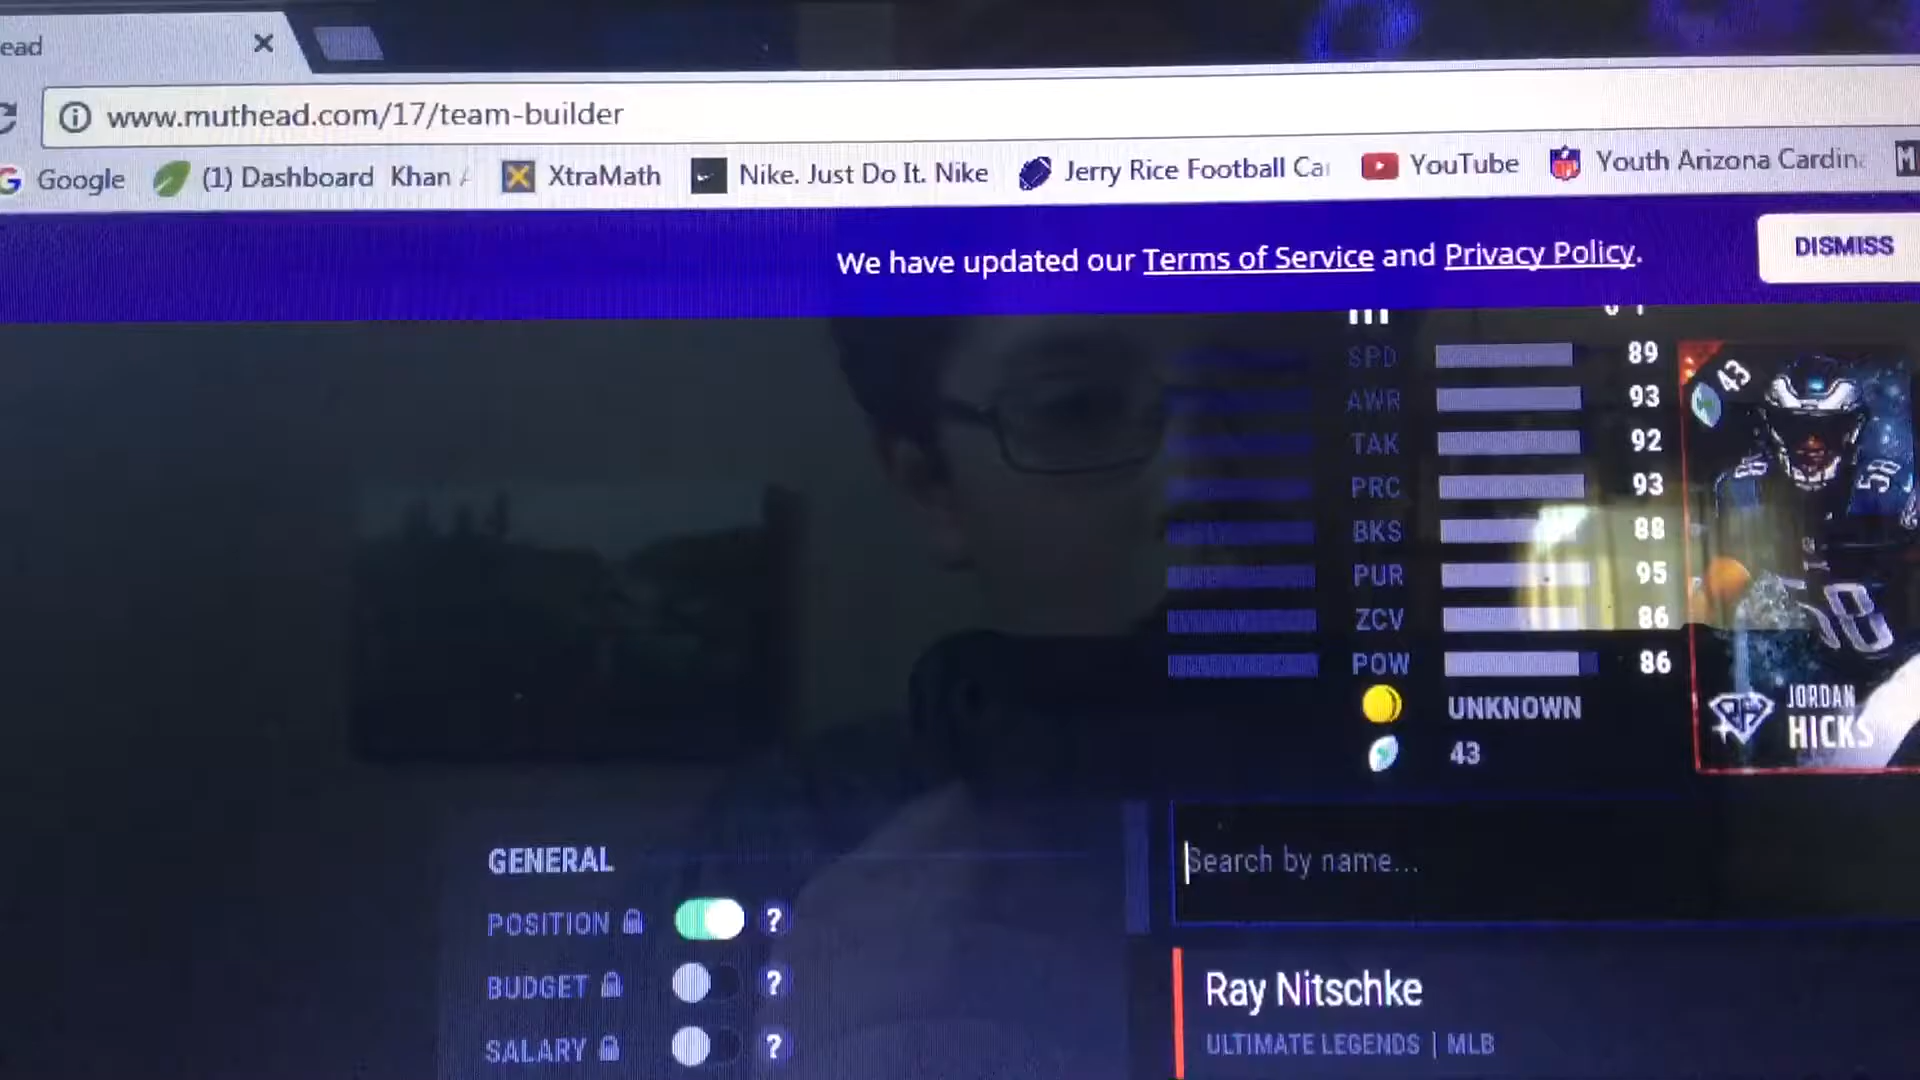 ead
www.muthead.com/17/team-builder
Google
(1) Dashboard Khan
XtraMath
Nike. Just Do It. Nike
Jerry Rice Football Ca
YouTube
Youth Arizona Cardin
We have updated our Terms of Service and Privacy Policy.
DISMISS
SPD 89
AWR 93
TAK 92
PRC 93
BKS 88
PUR 95
ZCV 86
POW 86
UNKNOWN
43
43
58
58
JORDAN
HICKS
GENERAL
POSITION ?
BUDGET ?
SALARY ?
Search by name...
Ray Nitschke
ULTIMATE LEGENDS | MLB